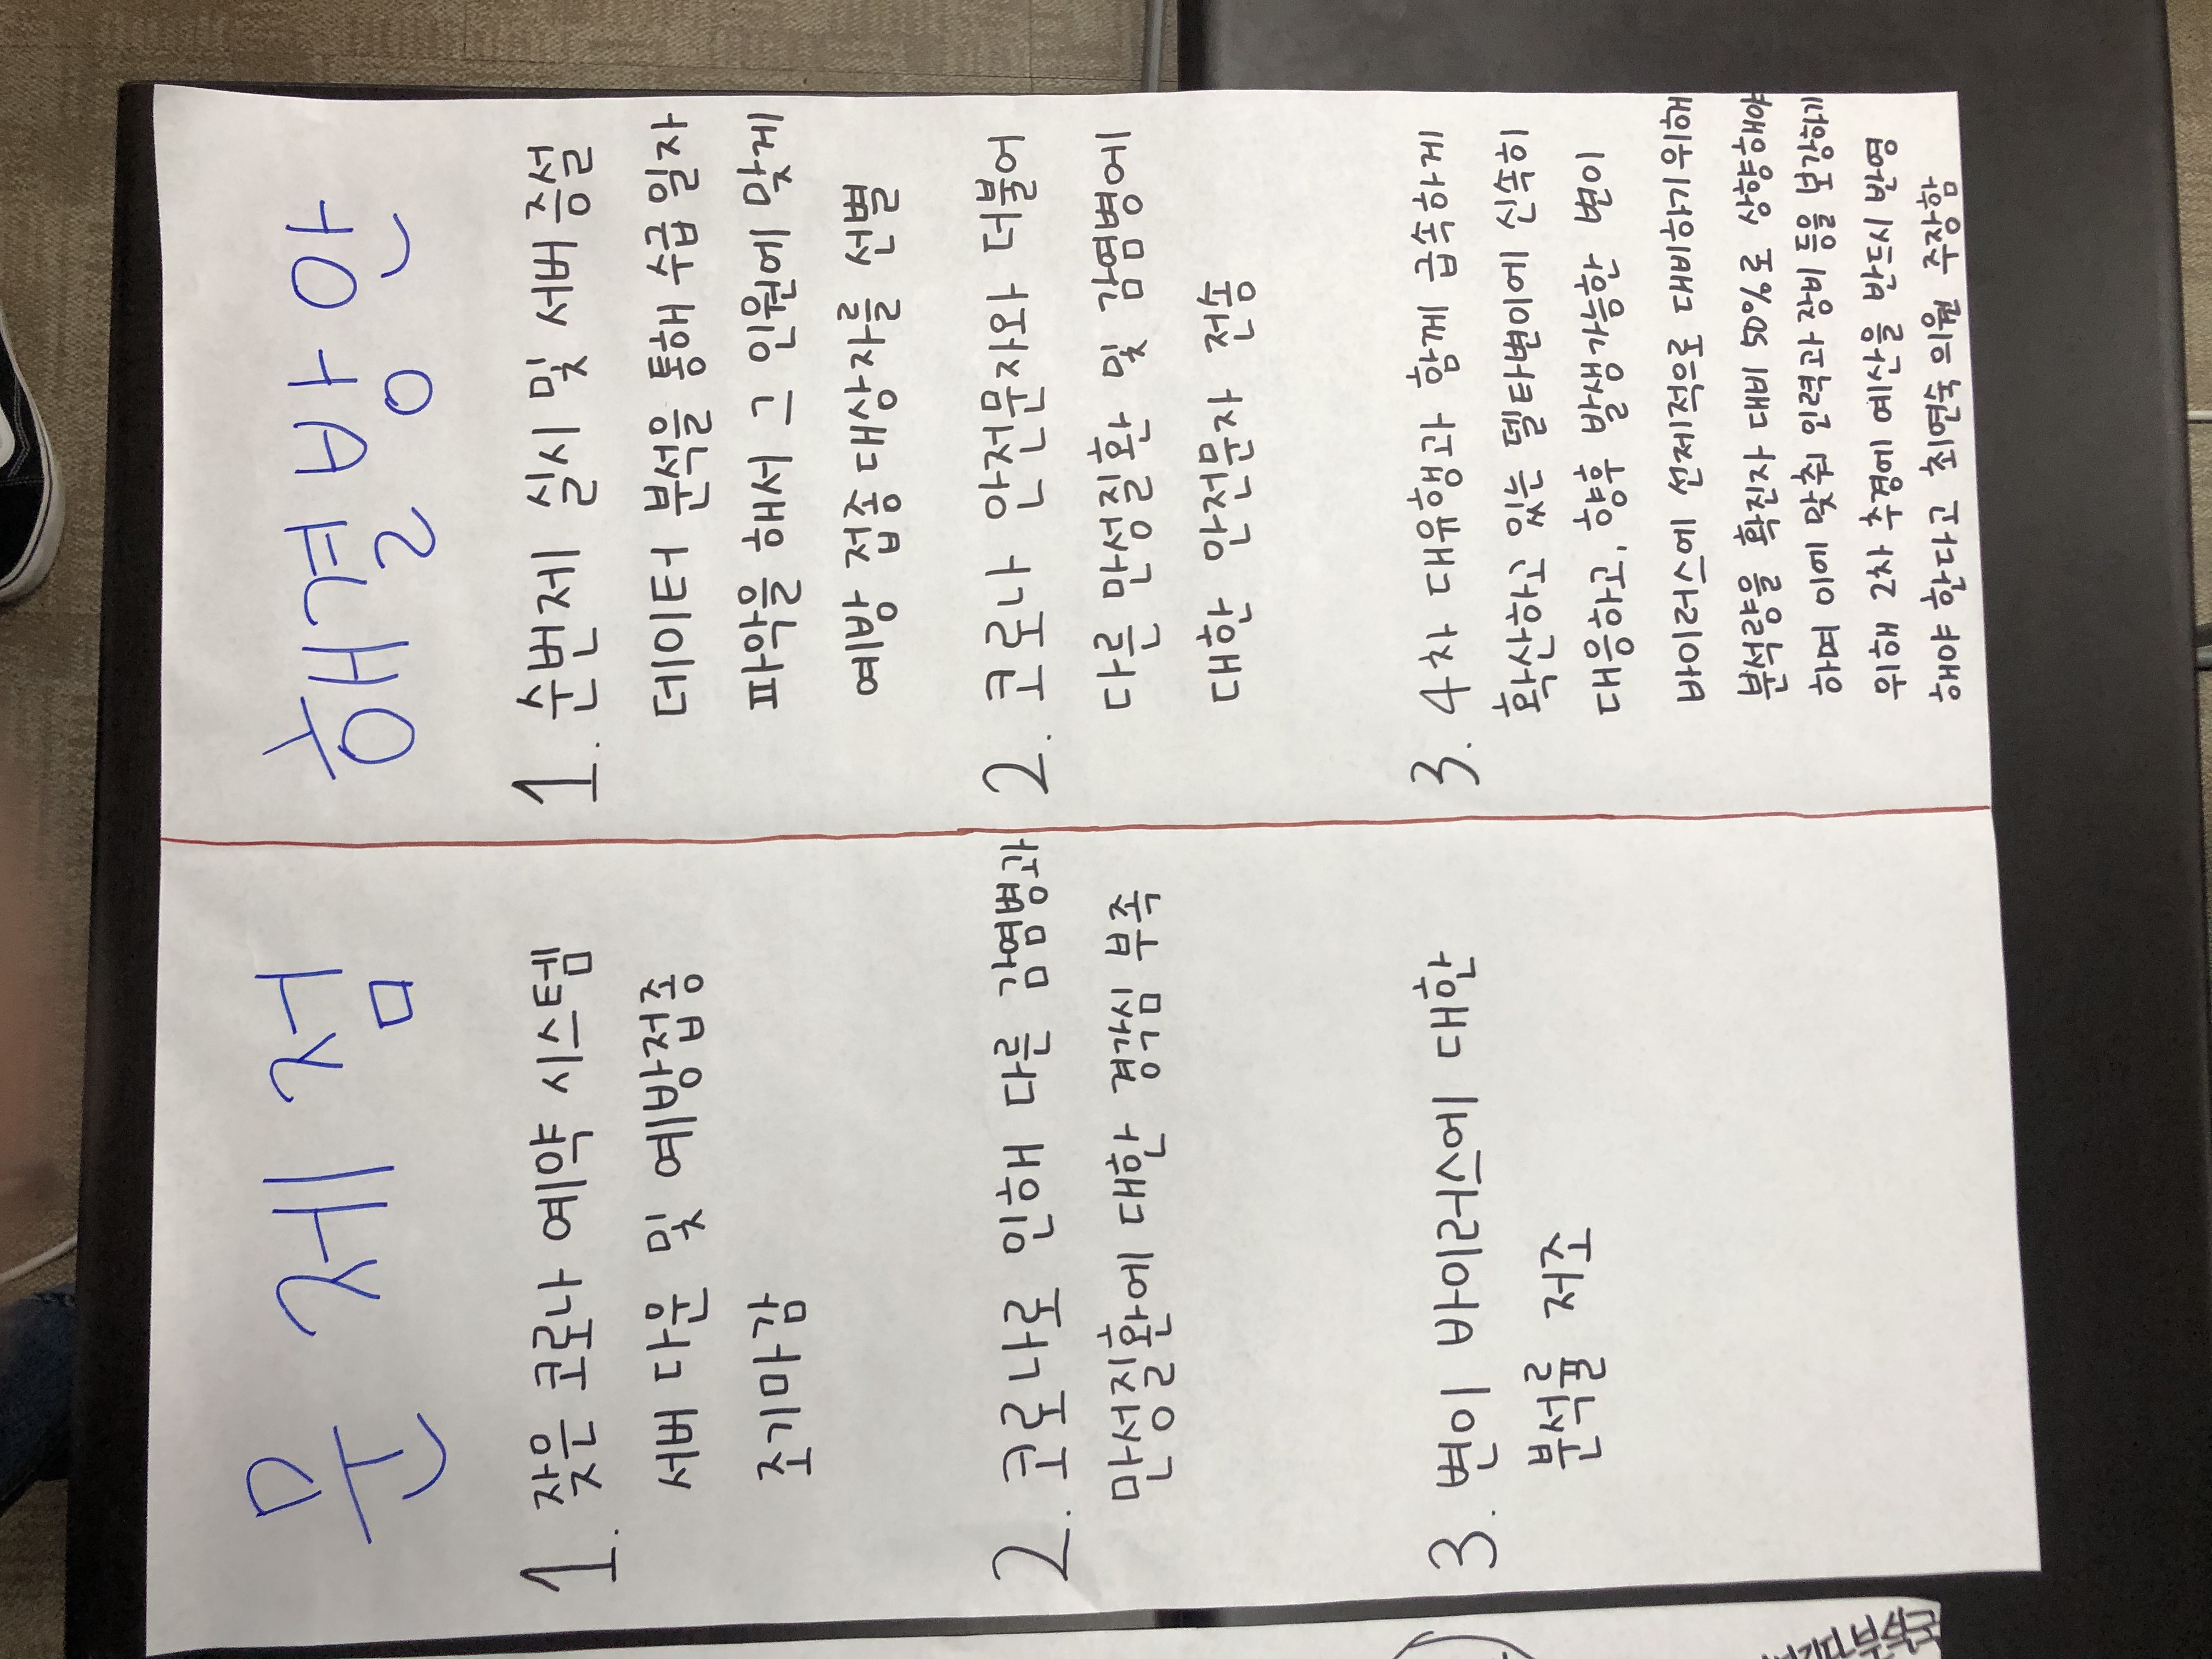 문제점
1. 잦은 코로나 예약 시스템
서버 다운 및 예방접종
조기마감
2. 코로나로 인해 다른 감염병과
만성질환에 대한 경각심 부족
3. 변이 바이러스에 대한
분석률 저조
해결방안
1. 순번제 실시 및 서버 증설
데이터 분석을 통해 수급 일자
파악을 해서 그 인원에 맞게
예방 접종 대상자를 선별
2. 코로나 안전문자와 더불어
다른 만성질환 및 감염병에
대한 안전문자 전송
3. 4차 대유행과 함께 급속하게
확산하고 있는 델타변이에 신속히
대응하고, 향후 발생가능한 변이
바이러스에 선제적으로 대비하기 위해
분석량을 확진자 대비 50%로 상향해야
하며 이에 맞춰 인력과 장비 등을 보강하기
위해 2차 추경에 예산을 반드시 반영
해야 한다고 최연숙 의원 주장함